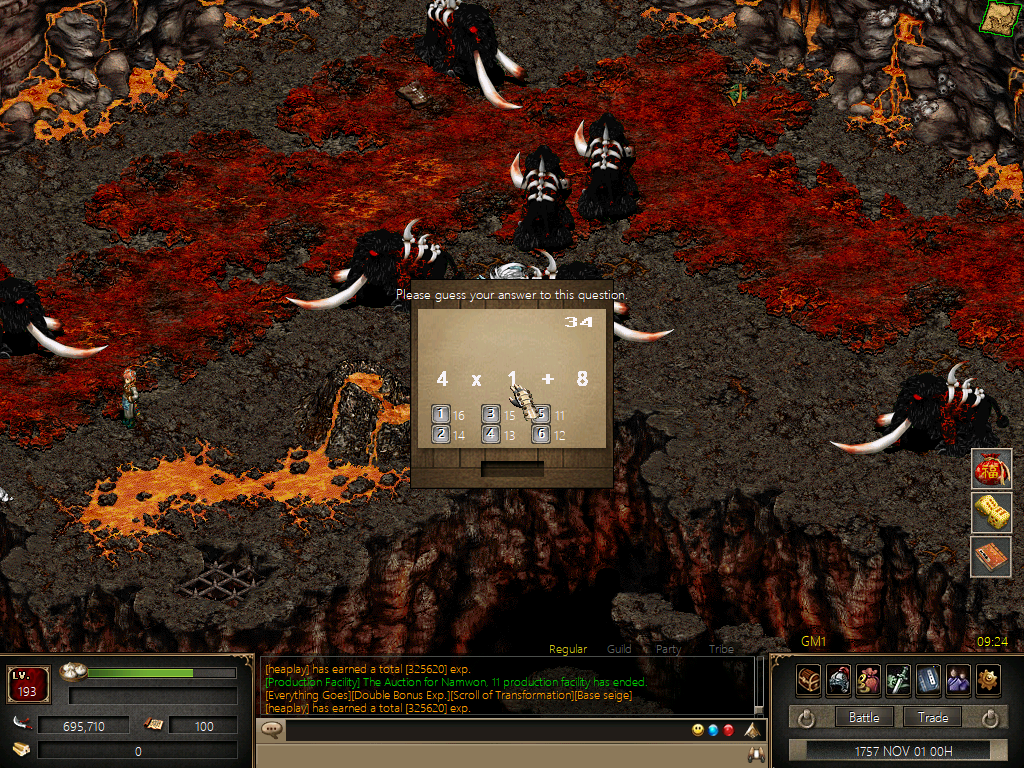 Please guess your answer to this question.
34
4 x 1 + 8
1 16 3 15 5 11
2 14 4 13 6 12
Regular Guild Party Tribe GM1 09:24
LV.
193
[heaplay] has earned a total [325620] exp.
[Production Facility] The Auction for Namwon, 11 production facility has ended.
[Everything Goes][Double Bonus Exp.][Scroll of Transformation][Base seige]
[heaplay] has earned a total [325620] exp.
695,710 100
0
Battle Trade
1757 NOV 01 00H
福